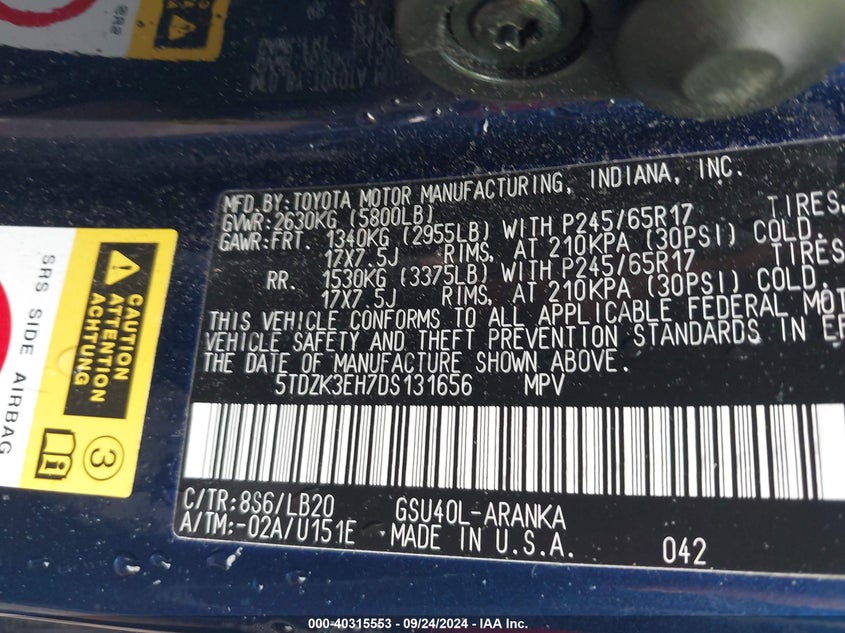 MFD.BY:TOYOTA MOTOR MANUFACTURING, INDIANA, INC.
GVWR:2630KG (5800LB)
GAWR:FRT. 1340KG (2955LB) WITH P245/65R17 TIRES,
17X7.5J RIMS, AT 210KPA (30PSI) COLD.
RR. 1530KG (3375LB) WITH P245/65R17 TIRES
17X7.5J RIMS, AT 210KPA (30PSI) COLD.
THIS VEHICLE CONFORMS TO ALL APPLICABLE FEDERAL MOT
VEHICLE SAFETY AND THEFT PREVENTION STANDARDS IN EF
THE DATE OF MANUFACTURE SHOWN ABOVE.
5TDZK3EH7DS131656 MPV
C/TR:8S6/LB20 GSU40L-ARANKA
A/TM:-02A/U151E MADE IN U.S.A. 042
CAUTION
ATTENTION
ACHTUNG
3
SRS SIDE AIRBAG
000-40315553 - 09/24/2024 - IAA Inc.